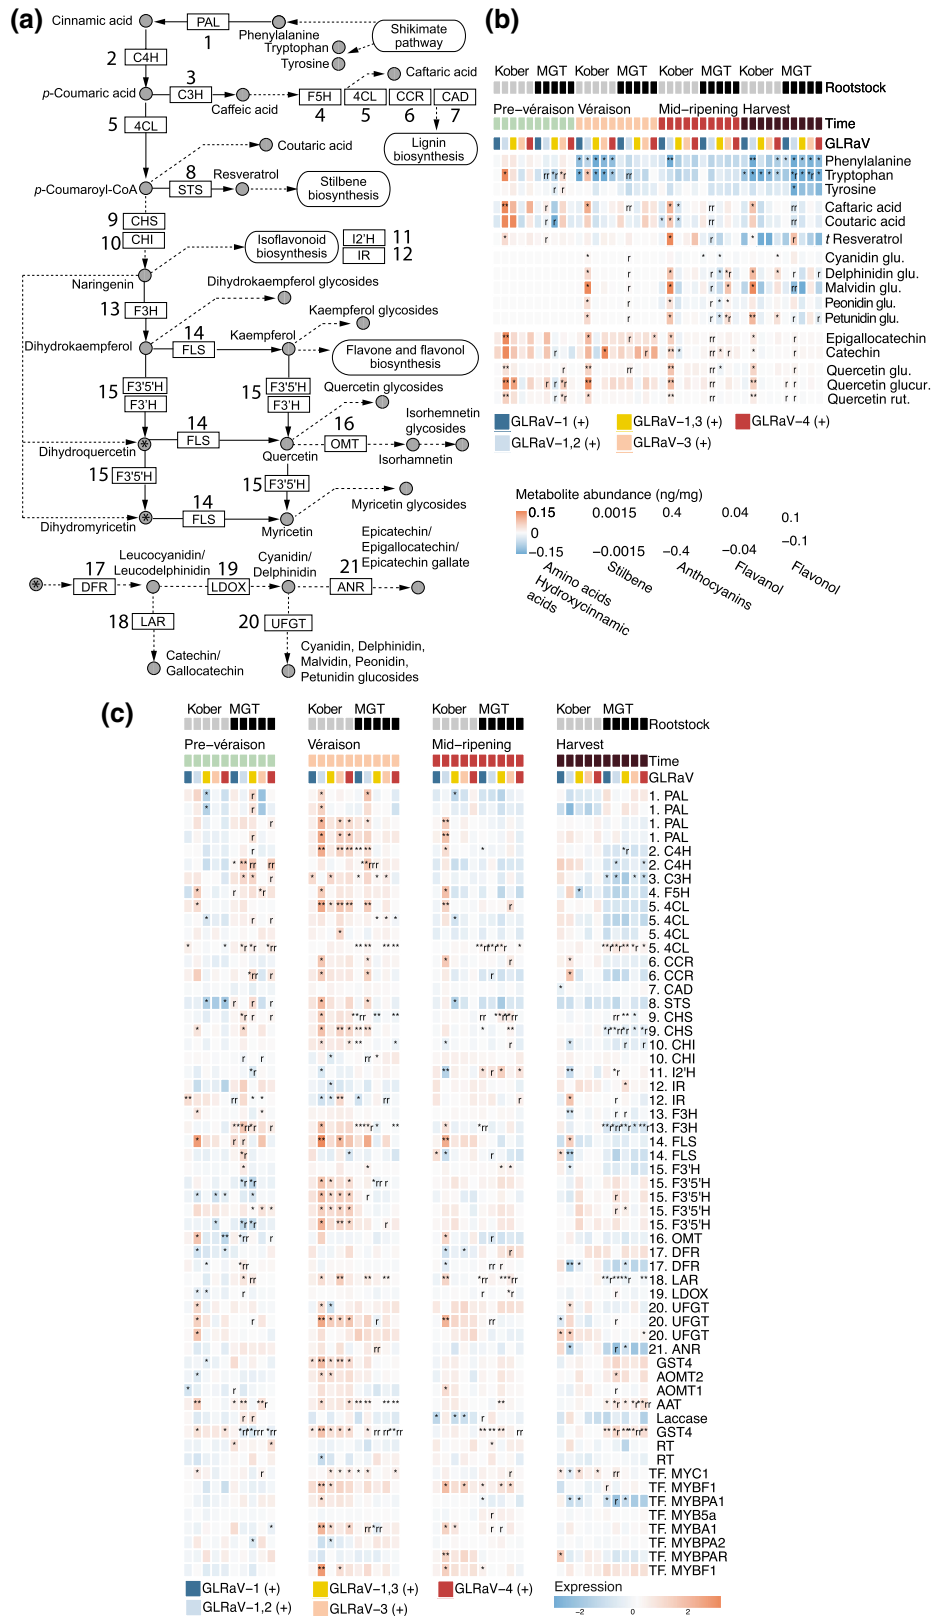 (a)
Cinnamic acid
PAL
1
Phenylalanine
Tryptophan
Tyrosine
Shikimate
pathway
2
C4H
p-Coumaric acid
3
C3H
Caffeic acid
Caftaric acid
F5H
4CL
CCR
CAD
4
5
6
7
Lignin
biosynthesis
5
4CL
Coutaric acid
p-Coumaroyl-CoA
8
STS
Resveratrol
Stilbene
biosynthesis
9
CHS
10
CHI
Isoflavonoid
biosynthesis
I2'H
11
IR
12
Naringenin
13
F3H
Dihydrokaempferol glycosides
Dihydrokaempferol
14
FLS
Kaempferol
Kaempferol glycosides
Flavone and flavonol
biosynthesis
15
F3'5'H
F3'H
15
F3'5'H
F3'H
Quercetin glycosides
Dihydroquercetin
14
FLS
Quercetin
16
OMT
Isorhemnetin
glycosides
Isorhamnetin
15
F3'5'H
15
F3'5'H
Dihydromyricetin
14
FLS
Myricetin
Myricetin glycosides
17
DFR
Leucocyanidin/
Leucodelphinidin
19
LDOX
Cyanidin/
Delphinidin
21
ANR
Epicatechin/
Epigallocatechin/
Epicatechin gallate
18
LAR
Catechin/
Gallocatechin
20
UFGT
Cyanidin, Delphinidin,
Malvidin, Peonidin,
Petunidin glucosides
(b)
Kober MGT Kober MGT Kober MGT Kober MGT
Rootstock
Pre−véraison Véraison Mid−ripening Harvest
Time
GLRaV
Phenylalanine
Tryptophan
Tyrosine
Caftaric acid
Coutaric acid
t Resveratrol
Cyanidin glu.
Delphinidin glu.
Malvidin glu.
Peonidin glu.
Petunidin glu.
Epigallocatechin
Catechin
Quercetin glu.
Quercetin glucur.
Quercetin rut.
GLRaV−1 (+) GLRaV−1,3 (+) GLRaV−4 (+)
GLRaV−1,2 (+) GLRaV−3 (+)
Metabolite abundance (ng/mg)
0.15 0.0015 0.4 0.04 0.1
0
−0.15 −0.0015 −0.4 −0.04 −0.1
Amino acids
Hydroxycinnamic
acids
Stilbene
Anthocyanins
Flavanol
Flavonol
(c)
Kober MGT Kober MGT Kober MGT Kober MGT
Rootstock
Pre−véraison Véraison Mid−ripening Harvest
Time
GLRaV
1. PAL
1. PAL
1. PAL
1. PAL
2. C4H
2. C4H
3. C3H
4. F5H
5. 4CL
5. 4CL
5. 4CL
5. 4CL
6. CCR
6. CCR
7. CAD
8. STS
9. CHS
9. CHS
10. CHI
10. CHI
11. I2'H
12. IR
12. IR
13. F3H
13. F3H
14. FLS
14. FLS
15. F3'H
15. F3'5'H
15. F3'5'H
15. F3'5'H
15. F3'5'H
16. OMT
17. DFR
17. DFR
18. LAR
19. LDOX
20. UFGT
20. UFGT
20. UFGT
21. ANR
GST4
AOMT2
AOMT1
AAT
Laccase
GST4
RT
RT
TF. MYC1
TF. MYBF1
TF. MYBPA1
TF. MYB5a
TF. MYBA1
TF. MYBPA2
TF. MYBPAR
TF. MYBF1
GLRaV−1 (+) GLRaV−1,3 (+) GLRaV−4 (+)
GLRaV−1,2 (+) GLRaV−3 (+)
Expression
−2 0 2